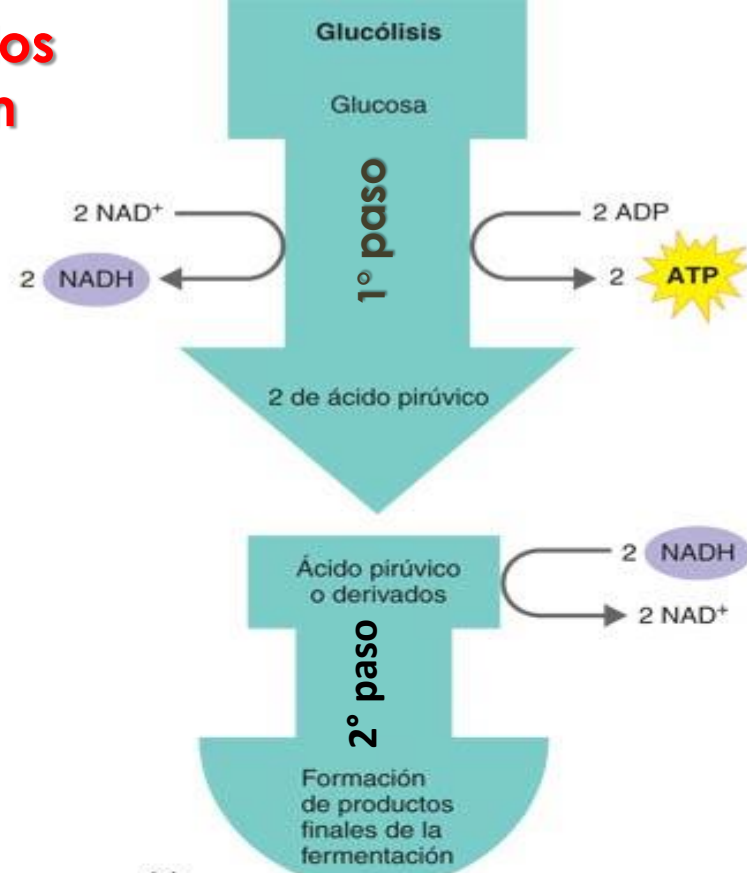 Glucólisis
Glucosa
1° paso
2 NAD⁺
2 NADH
2 ADP
2 ATP
2 de ácido pirúvico
Ácido pirúvico
o derivados
2 NADH
2 NAD⁺
2° paso
Formación
de productos
finales de la
fermentación